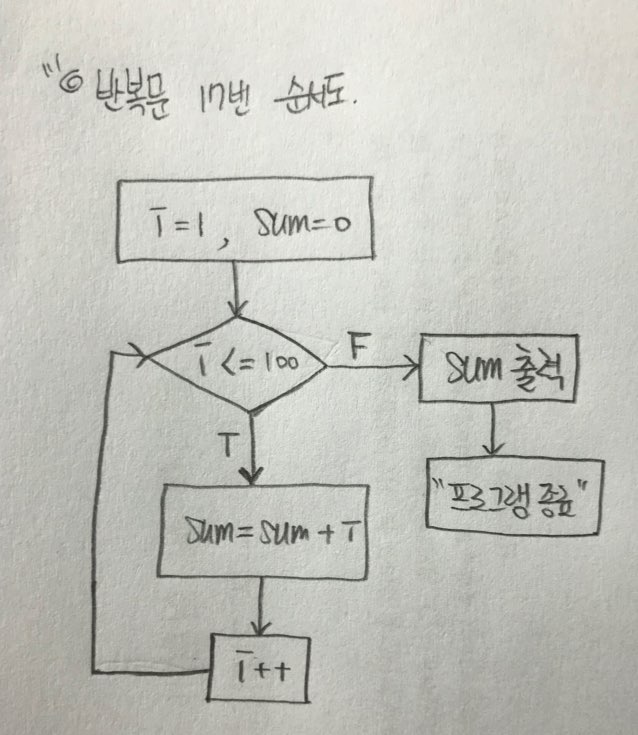 반복문 17번 순서도.
i=1, Sum=0
i<=100
F
Sum 출력
T
"프로그램 종료"
Sum=Sum+i
i++